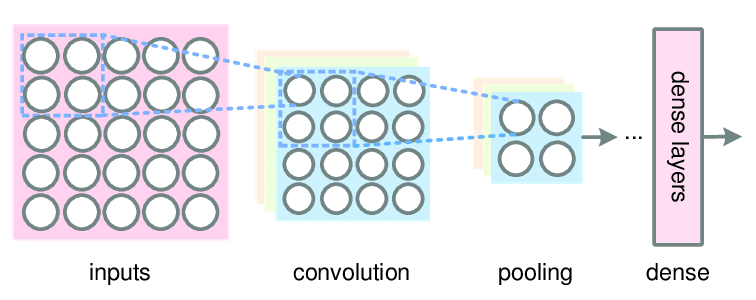 dense layers
...
inputs
convolution
pooling
dense